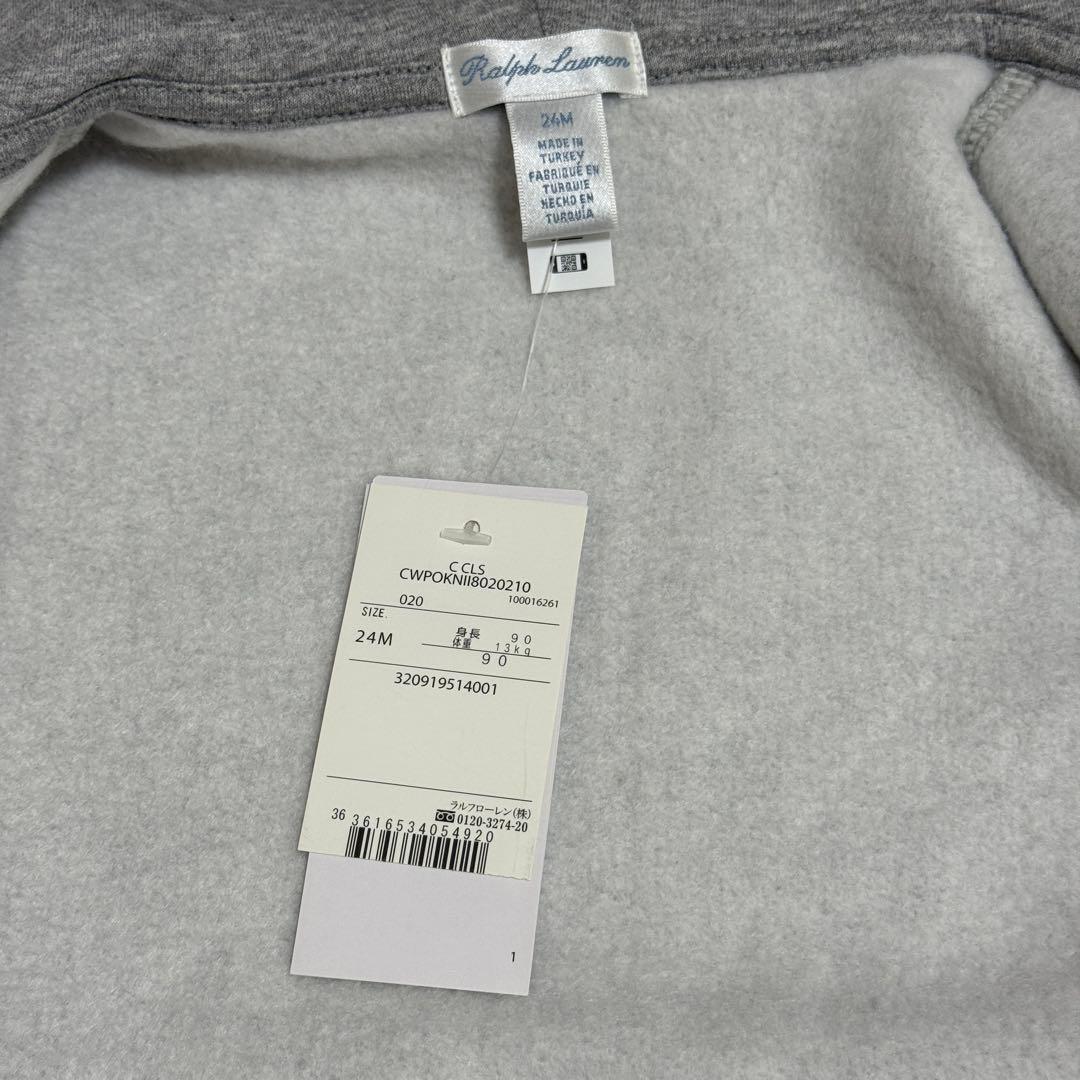 Ralph Lauren
24M
MADE IN
TURKEY
FABRIQUÉ EN
TURQUIE
HECHO EN
TURQUÍA
C CLS
CWPOKNII8020210
020 100016261
SIZE.
24M 身長 90
体重 13kg
90
320919514001
ラルフローレン(株)
0120-3274-20
36 3616534054920
1